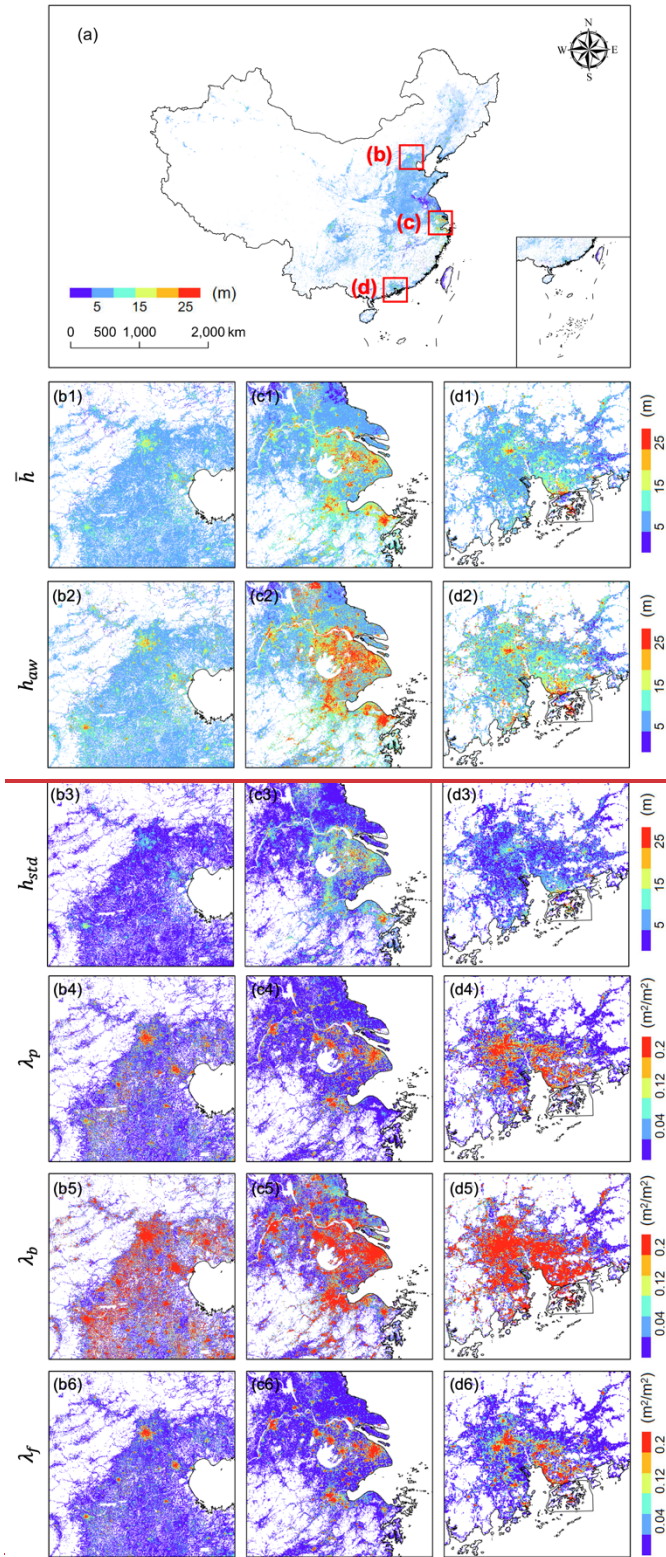 (a)
N
W E
S
(b)
(c)
(d)
5 15 25 (m)
0 500 1,000 2,000 km
(b1) (c1) (d1)
h̅
5 15 25 (m)
(b2) (c2) (d2)
h_aw
5 15 25 (m)
(b3) (c3) (d3)
h_std
5 15 25 (m)
(b4) (c4) (d4)
λ_p
0.04 0.12 0.2 (m²/m²)
(b5) (c5) (d5)
λ_b
0.04 0.12 0.2 (m²/m²)
(b6) (c6) (d6)
λ_f
0.04 0.12 0.2 (m²/m²)